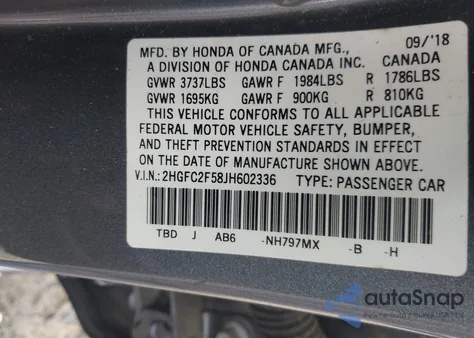 09/'18
MFD. BY HONDA OF CANADA MFG.,
A DIVISION OF HONDA CANADA INC. CANADA
GVWR 3737LBS GAWR F 1984LBS R 1786LBS
GVWR 1695KG GAWR F 900KG R 810KG
THIS VEHICLE CONFORMS TO ALL APPLICABLE
FEDERAL MOTOR VEHICLE SAFETY, BUMPER,
AND THEFT PREVENTION STANDARDS IN EFFECT
ON THE DATE OF MANUFACTURE SHOWN ABOVE.
V.I.N.: 2HGFC2F58JH602336 TYPE: PASSENGER CAR
TBD J AB6 -NH797MX -B -H
autoSnap